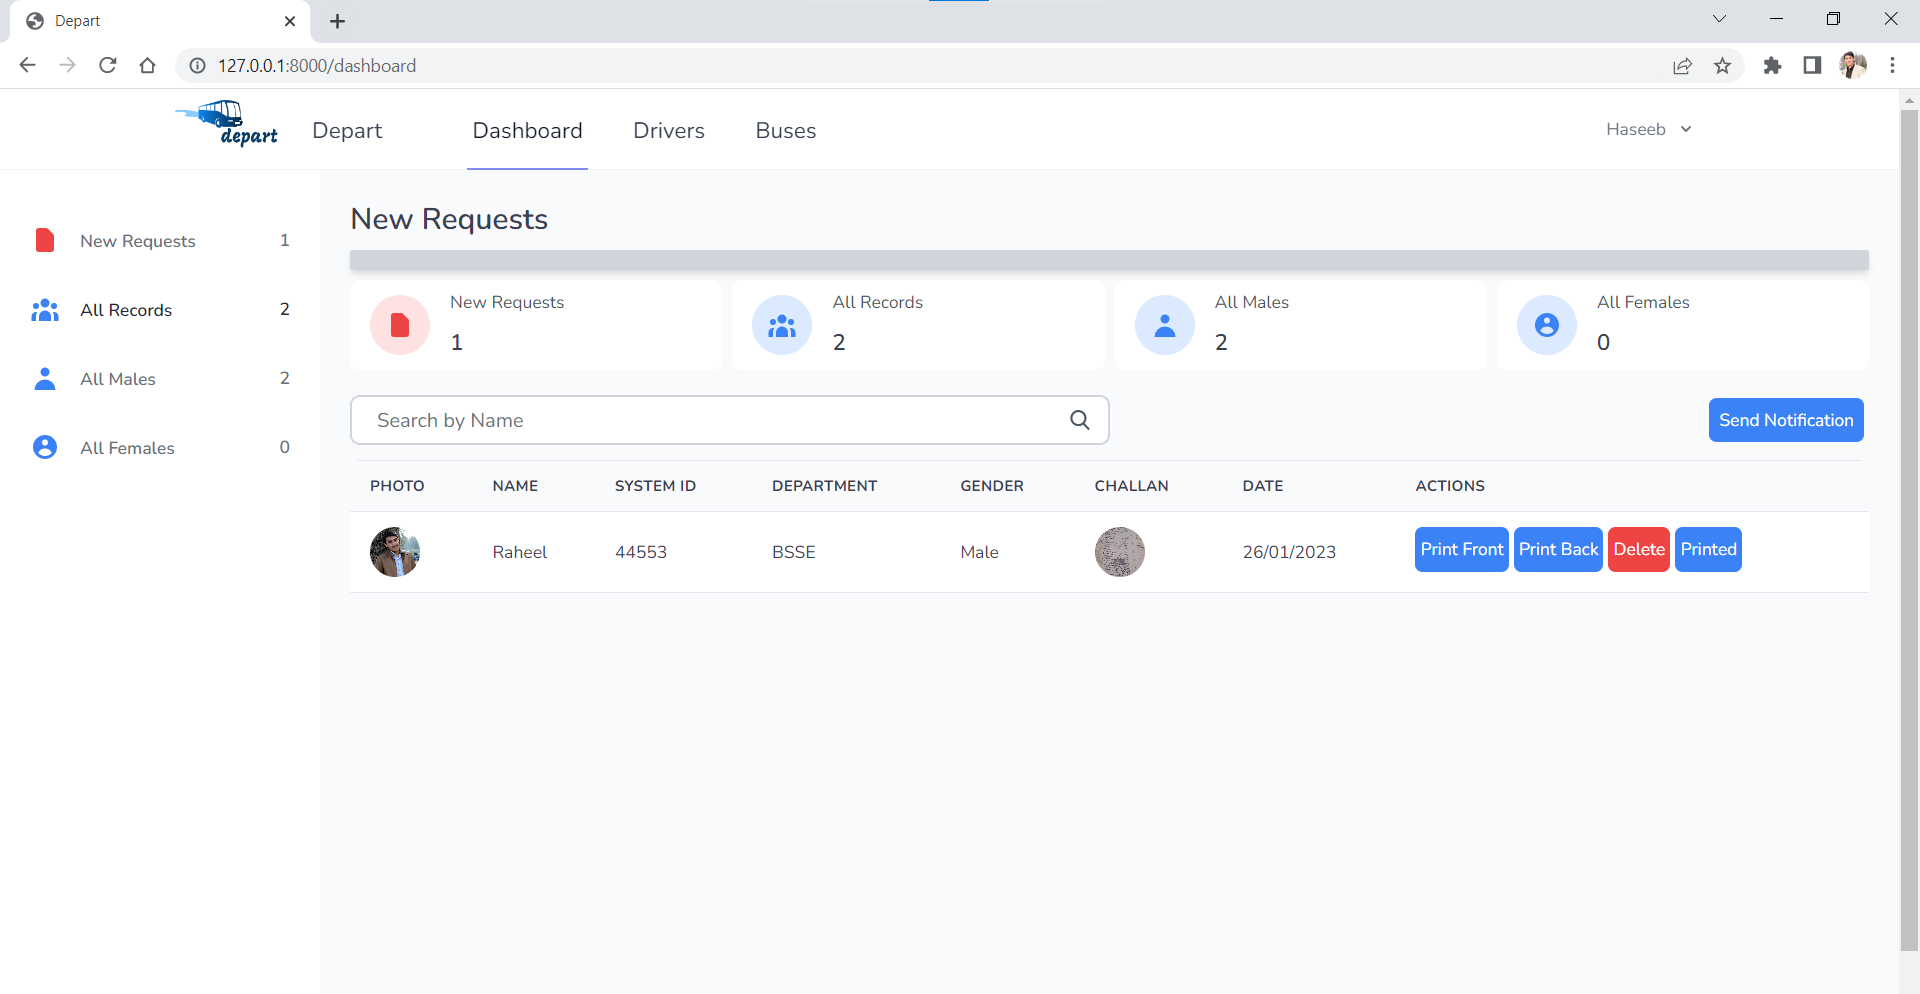 Depart
127.0.0.1:8000/dashboard
depart
Depart
Dashboard
Drivers
Buses
Haseeb
New Requests 1
All Records 2
All Males 2
All Females 0
New Requests
New Requests
1
All Records
2
All Males
2
All Females
0
Search by Name
Send Notification
PHOTO NAME SYSTEM ID DEPARTMENT GENDER CHALLAN DATE ACTIONS
Raheel 44553 BSSE Male 26/01/2023 Print Front Print Back Delete Printed